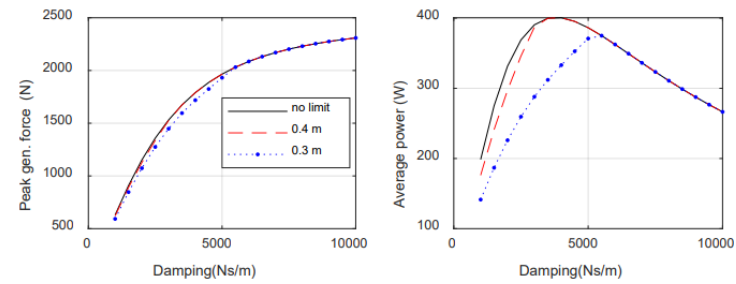 2500
2000
1500
1000
500
0
5000
10000
Peak gen. force (N)
Damping(Ns/m)
no limit
0.4 m
0.3 m
400
300
200
100
0
5000
10000
Average power (W)
Damping(Ns/m)